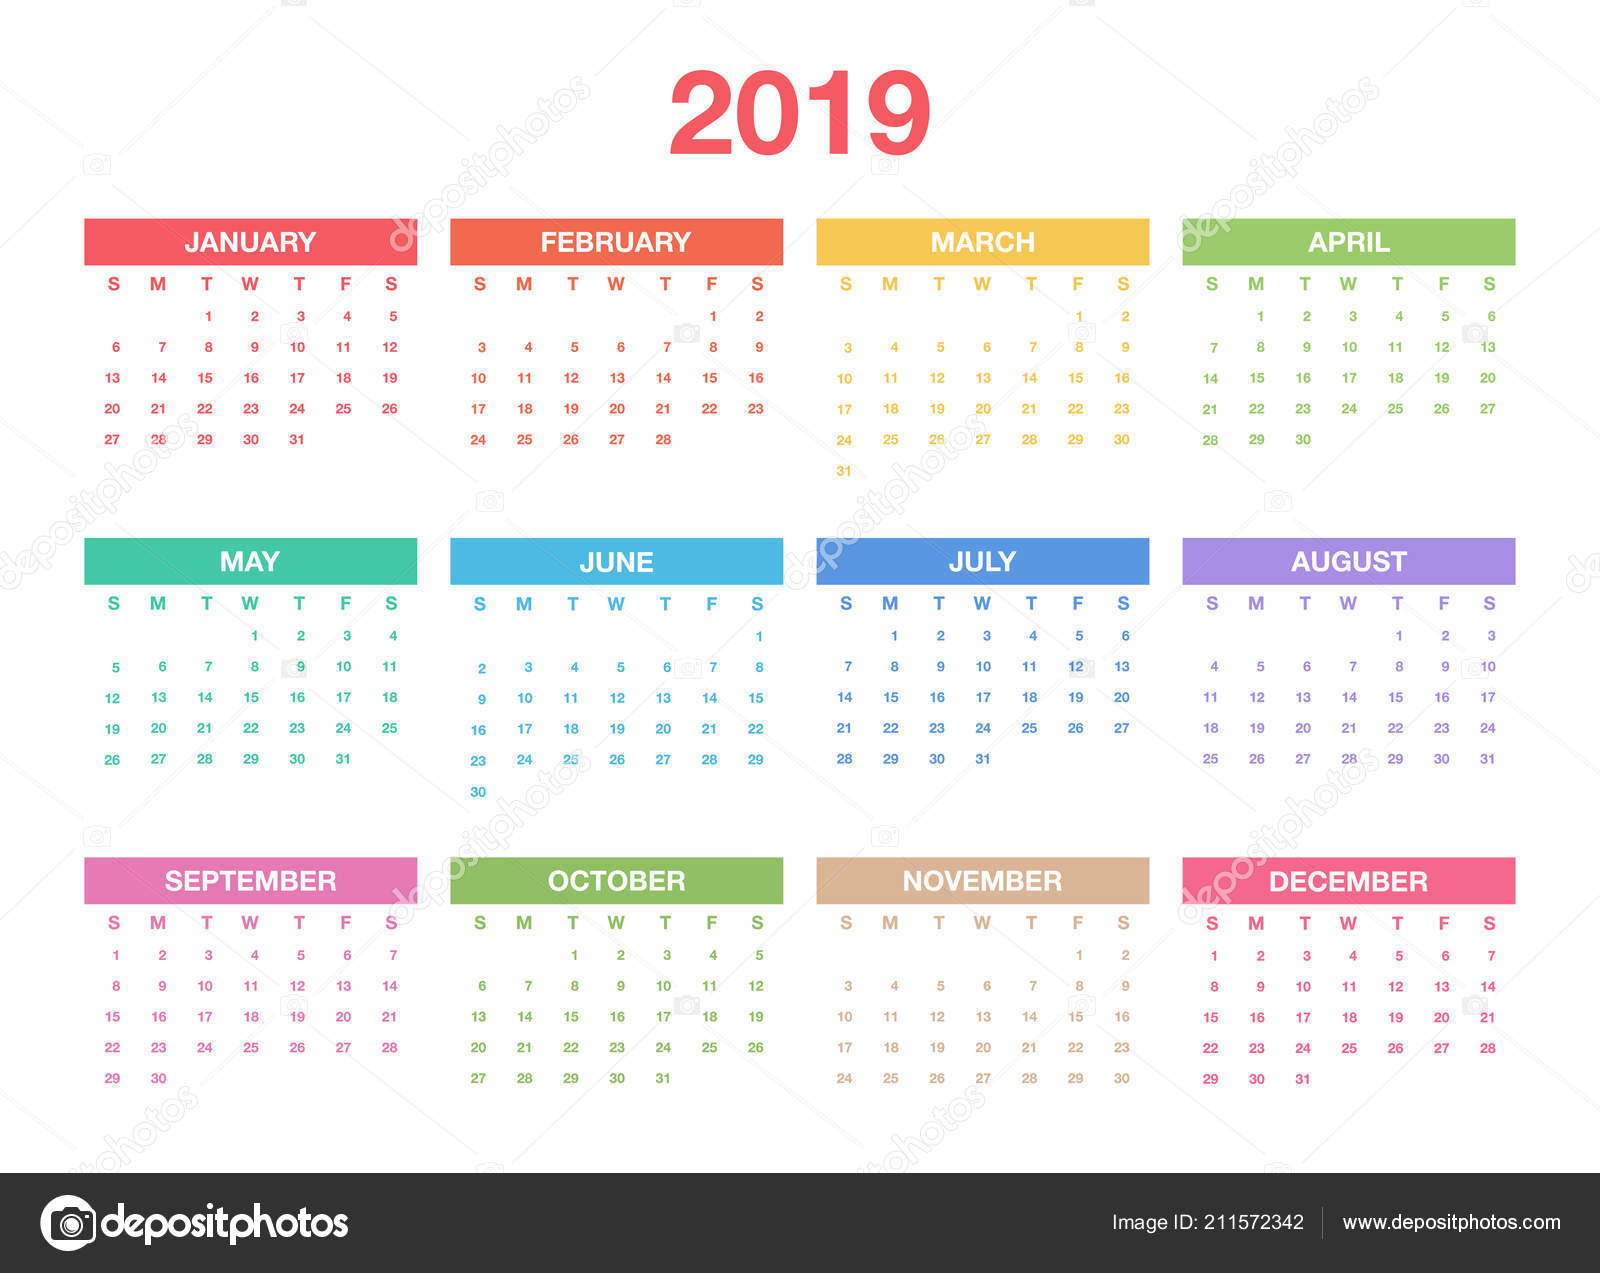 2019
JANUARY
S M T W T F S
1 2 3 4 5
6 7 8 9 10 11 12
13 14 15 16 17 18 19
20 21 22 23 24 25 26
27 28 29 30 31
FEBRUARY
S M T W T F S
1 2
3 4 5 6 7 8 9
10 11 12 13 14 15 16
17 18 19 20 21 22 23
24 25 26 27 28
MARCH
S M T W T F S
1 2
3 4 5 6 7 8 9
10 11 12 13 14 15 16
17 18 19 20 21 22 23
24 25 26 27 28 29 30
31
APRIL
S M T W T F S
1 2 3 4 5 6
7 8 9 10 11 12 13
14 15 16 17 18 19 20
21 22 23 24 25 26 27
28 29 30
MAY
S M T W T F S
1 2 3 4
5 6 7 8 9 10 11
12 13 14 15 16 17 18
19 20 21 22 23 24 25
26 27 28 29 30 31
JUNE
S M T W T F S
1
2 3 4 5 6 7 8
9 10 11 12 13 14 15
16 17 18 19 20 21 22
23 24 25 26 27 28 29
30
JULY
S M T W T F S
1 2 3 4 5 6
7 8 9 10 11 12 13
14 15 16 17 18 19 20
21 22 23 24 25 26 27
28 29 30 31
AUGUST
S M T W T F S
1 2 3
4 5 6 7 8 9 10
11 12 13 14 15 16 17
18 19 20 21 22 23 24
25 26 27 28 29 30 31
SEPTEMBER
S M T W T F S
1 2 3 4 5 6 7
8 9 10 11 12 13 14
15 16 17 18 19 20 21
22 23 24 25 26 27 28
29 30
OCTOBER
S M T W T F S
1 2 3 4 5
6 7 8 9 10 11 12
13 14 15 16 17 18 19
20 21 22 23 24 25 26
27 28 29 30 31
NOVEMBER
S M T W T F S
1 2
3 4 5 6 7 8 9
10 11 12 13 14 15 16
17 18 19 20 21 22 23
24 25 26 27 28 29 30
DECEMBER
S M T W T F S
1 2 3 4 5 6 7
8 9 10 11 12 13 14
15 16 17 18 19 20 21
22 23 24 25 26 27 28
29 30 31
depositphotos
depositphotos
depositphotos
depositphotos
depositphotos
depositphotos
depositphotos
depositphotos
depositphotos
Image ID: 211572342
www.depositphotos.com